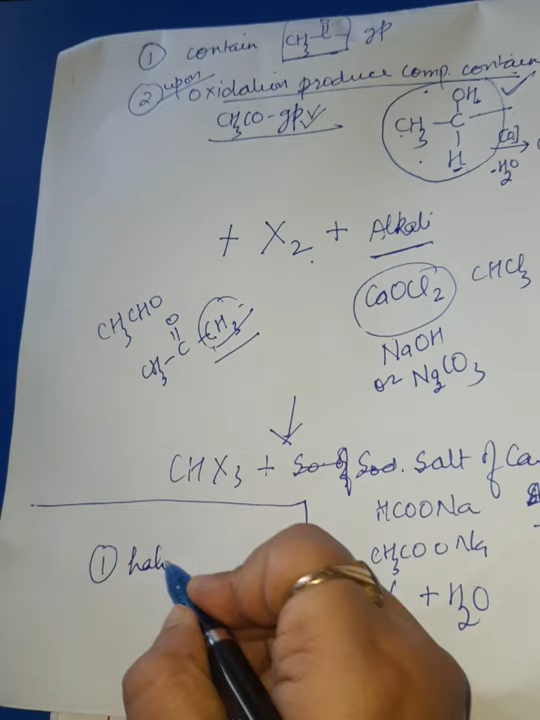 ① contain CH3-C=O gp
② upon Oxidation produce comp. contain
CH3CO-gp ✓
OH
CH3 - C -
H
[O]
-H2O
+ X2 + Alkali
CaOCl2 CHCl3
NaOH
or Na2CO3
CH3CHO
O
CH3-C-CH3
CHX3 + Sod. Salt of Ca
HCOONa
CH3COONa
+ H2O
① halo